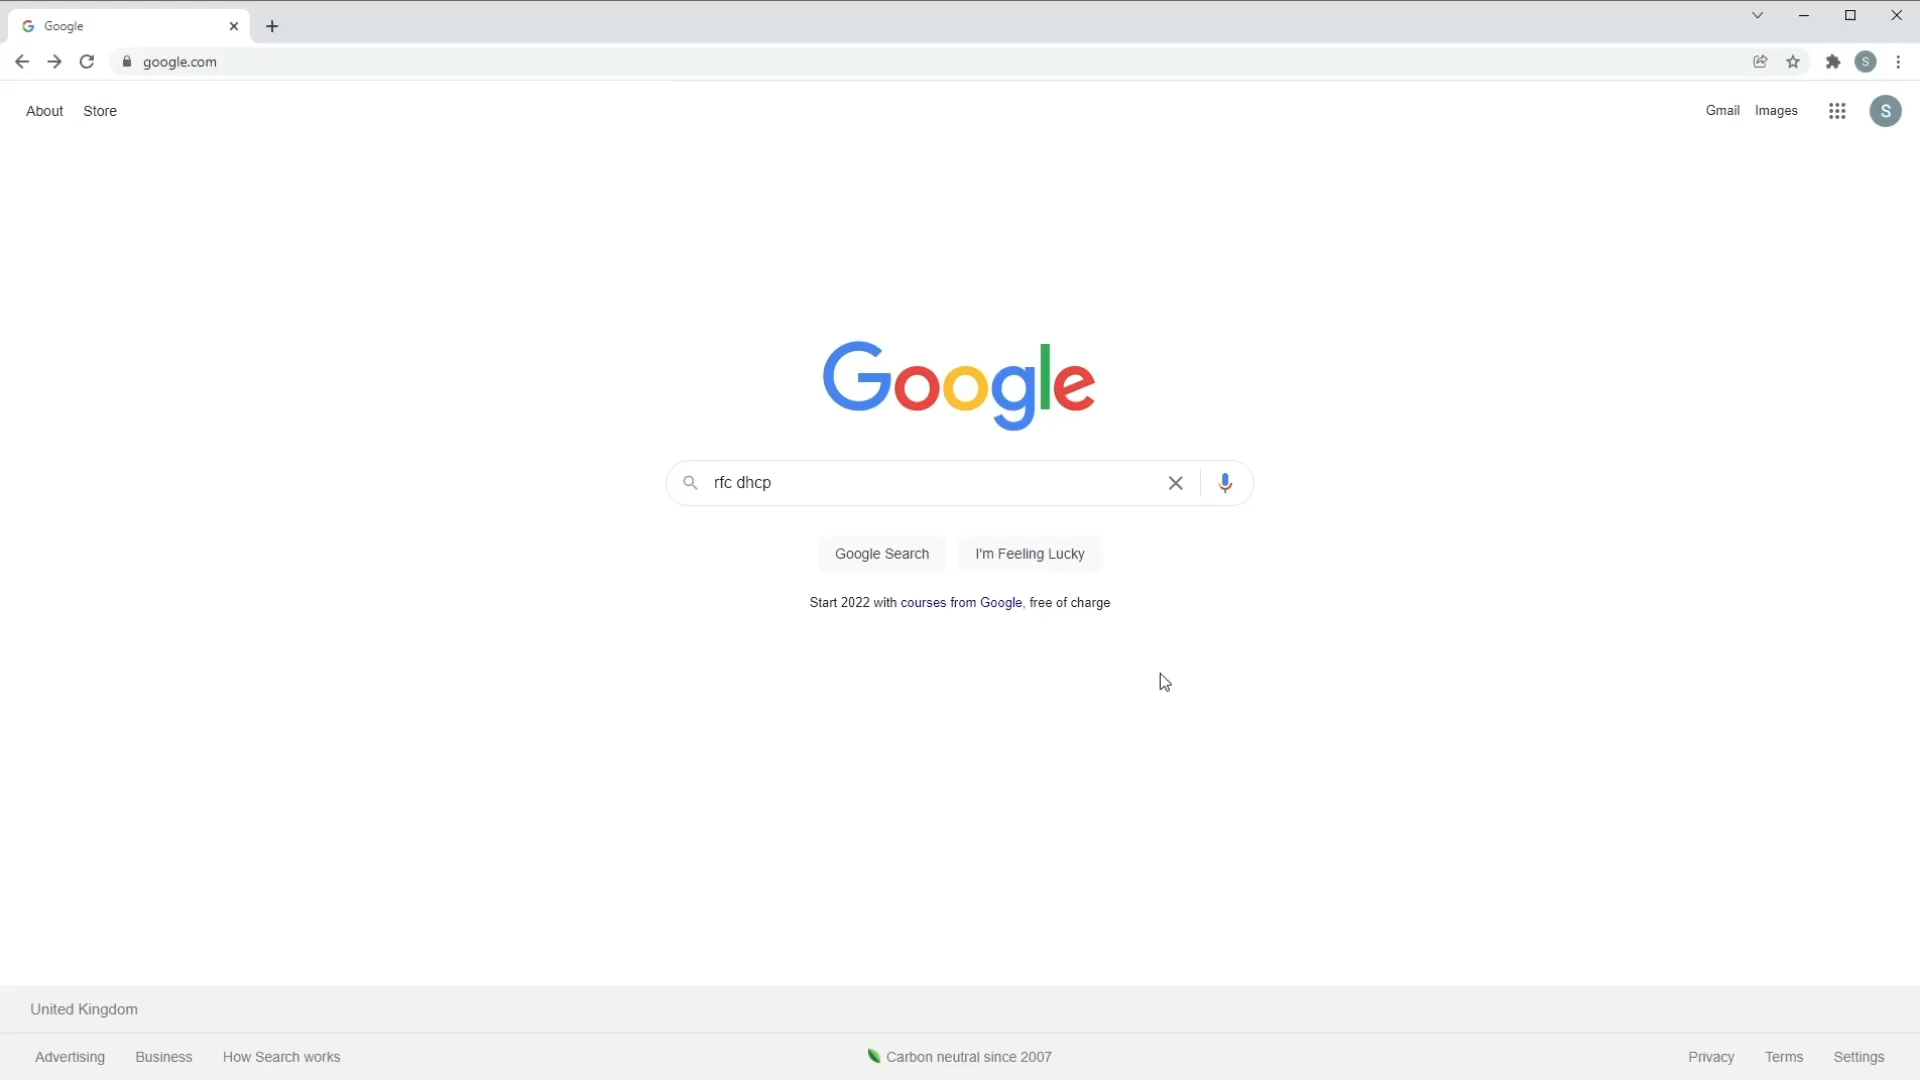 Google
google.com
S
About Store
Gmail Images
S
Google
rfc dhcp
Google Search I'm Feeling Lucky
Start 2022 with courses from Google, free of charge
United Kingdom
Advertising Business How Search works
Carbon neutral since 2007
Privacy Terms Settings